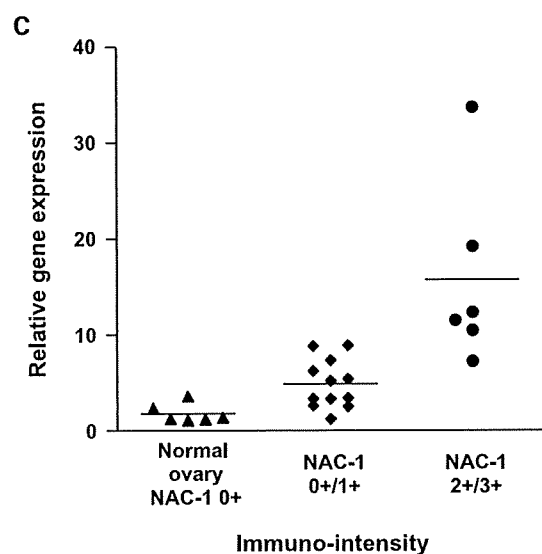 C
40
30
20
10
0
Relative gene expression
Normal
ovary
NAC-1 0+
NAC-1
0+/1+
NAC-1
2+/3+
Immuno-intensity